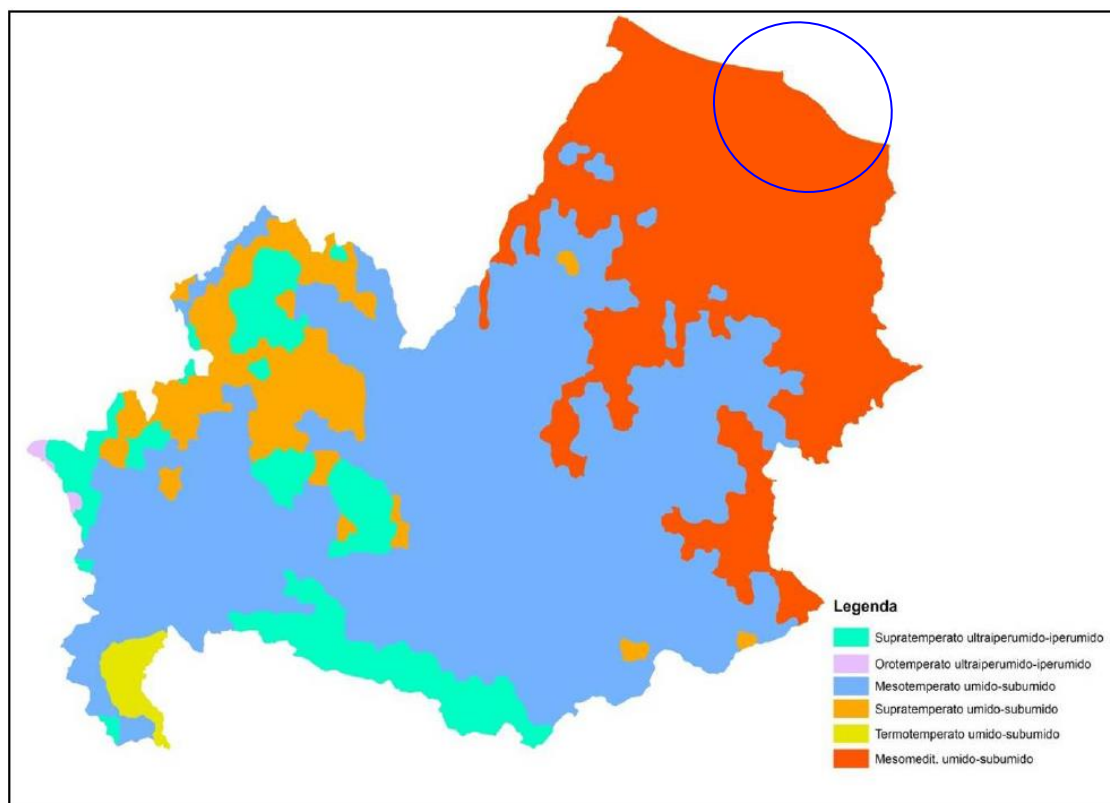 Legenda
Supratemperato ultraiperumido-iperumido
Orotemperato ultraiperumido-iperumido
Mesotemperato umido-subumido
Supratemperato umido-subumido
Termotemperato umido-subumido
Mesomedit. umido-subumido